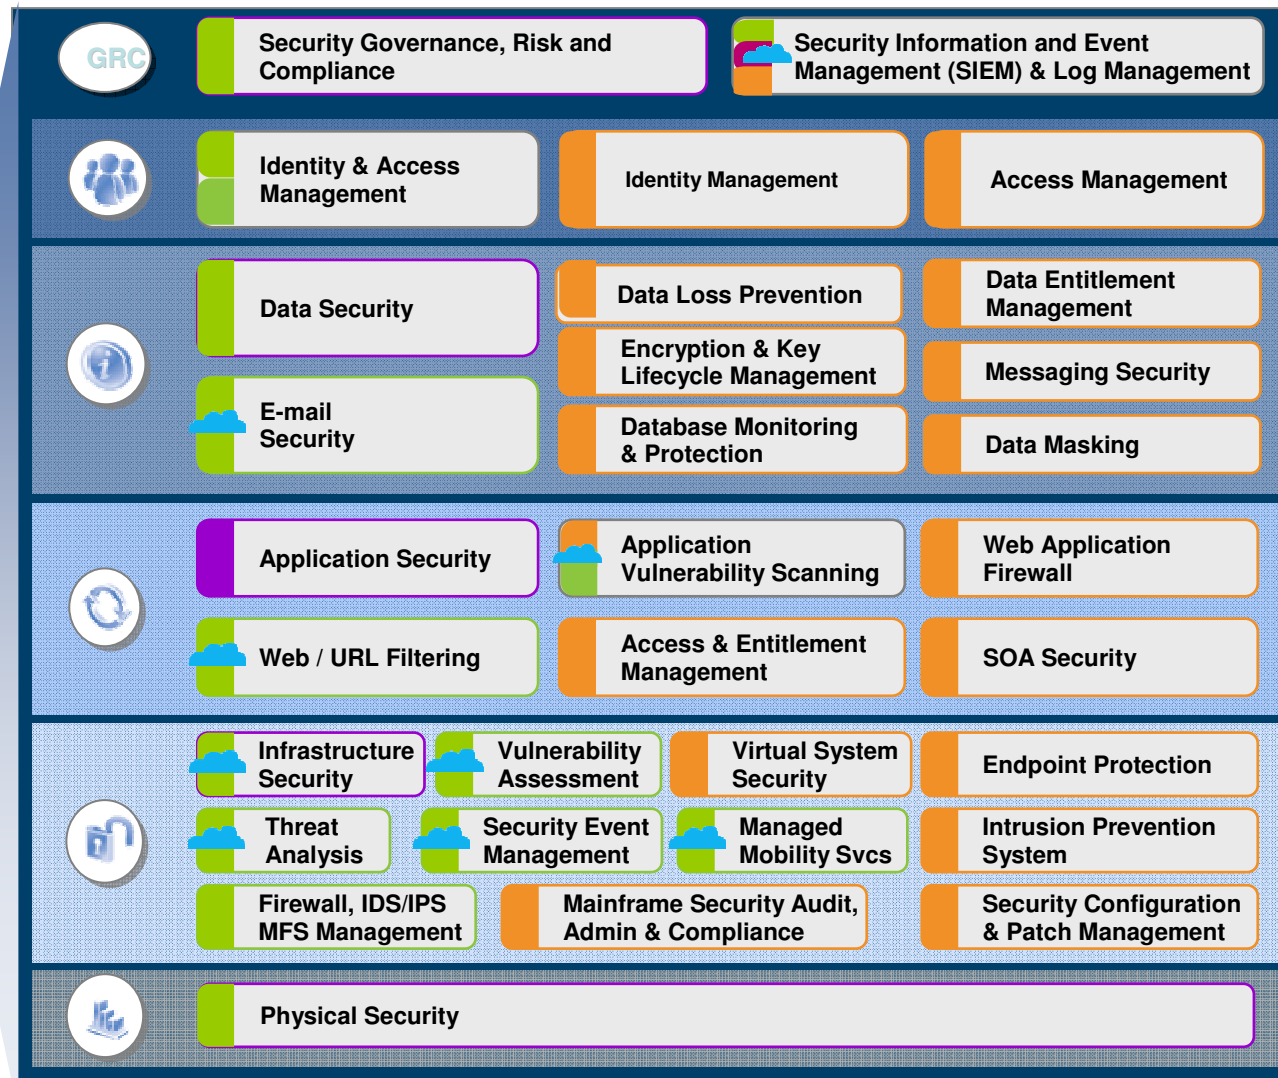 GRC
Security Governance, Risk and
Compliance
Security Information and Event
Management (SIEM) & Log Management
Identity & Access
Management
Identity Management
Access Management
Data Security
Data Loss Prevention
Data Entitlement
Management
Encryption & Key
Lifecycle Management
Messaging Security
E-mail
Security
Database Monitoring
& Protection
Data Masking
Application Security
Application
Vulnerability Scanning
Web Application
Firewall
Web / URL Filtering
Access & Entitlement
Management
SOA Security
Infrastructure
Security
Vulnerability
Assessment
Virtual System
Security
Endpoint Protection
Threat
Analysis
Security Event
Management
Managed
Mobility Svcs
Intrusion Prevention
System
Firewall, IDS/IPS
MFS Management
Mainframe Security Audit,
Admin & Compliance
Security Configuration
& Patch Management
Physical Security